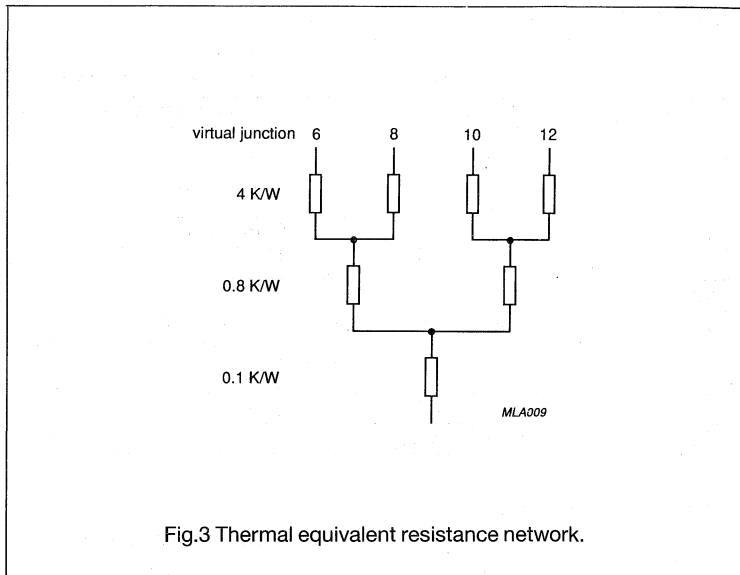 virtual junction 6 8 10 12
4 K/W
0.8 K/W
0.1 K/W
MLA009
Fig.3 Thermal equivalent resistance network.